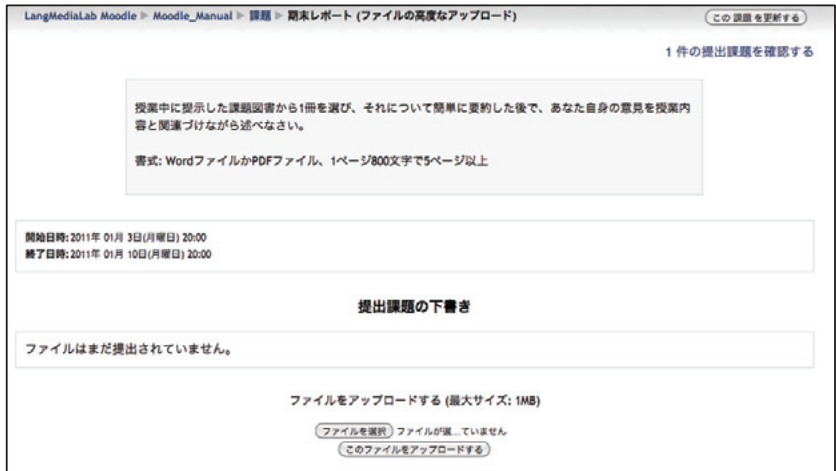 LangMediaLab Moodle ▶ Moodle_Manual ▶ 課題 ▶ 期末レポート (ファイルの高度なアップロード)
この 課題 を更新する
1 件の提出課題を確認する
授業中に提示した課題図書から1冊を選び、それについて簡単に要約した後で、あなた自身の意見を授業内
容と関連づけながら述べなさい。
書式: WordファイルかPDFファイル、1ページ800文字で5ページ以上
開始日時: 2011年 01月 3日(月曜日) 20:00
終了日時: 2011年 01月 10日(月曜日) 20:00
提出課題の下書き
ファイルはまだ提出されていません。
ファイルをアップロードする (最大サイズ: 1MB)
ファイルを選択 ファイルが選...ていません
このファイルをアップロードする